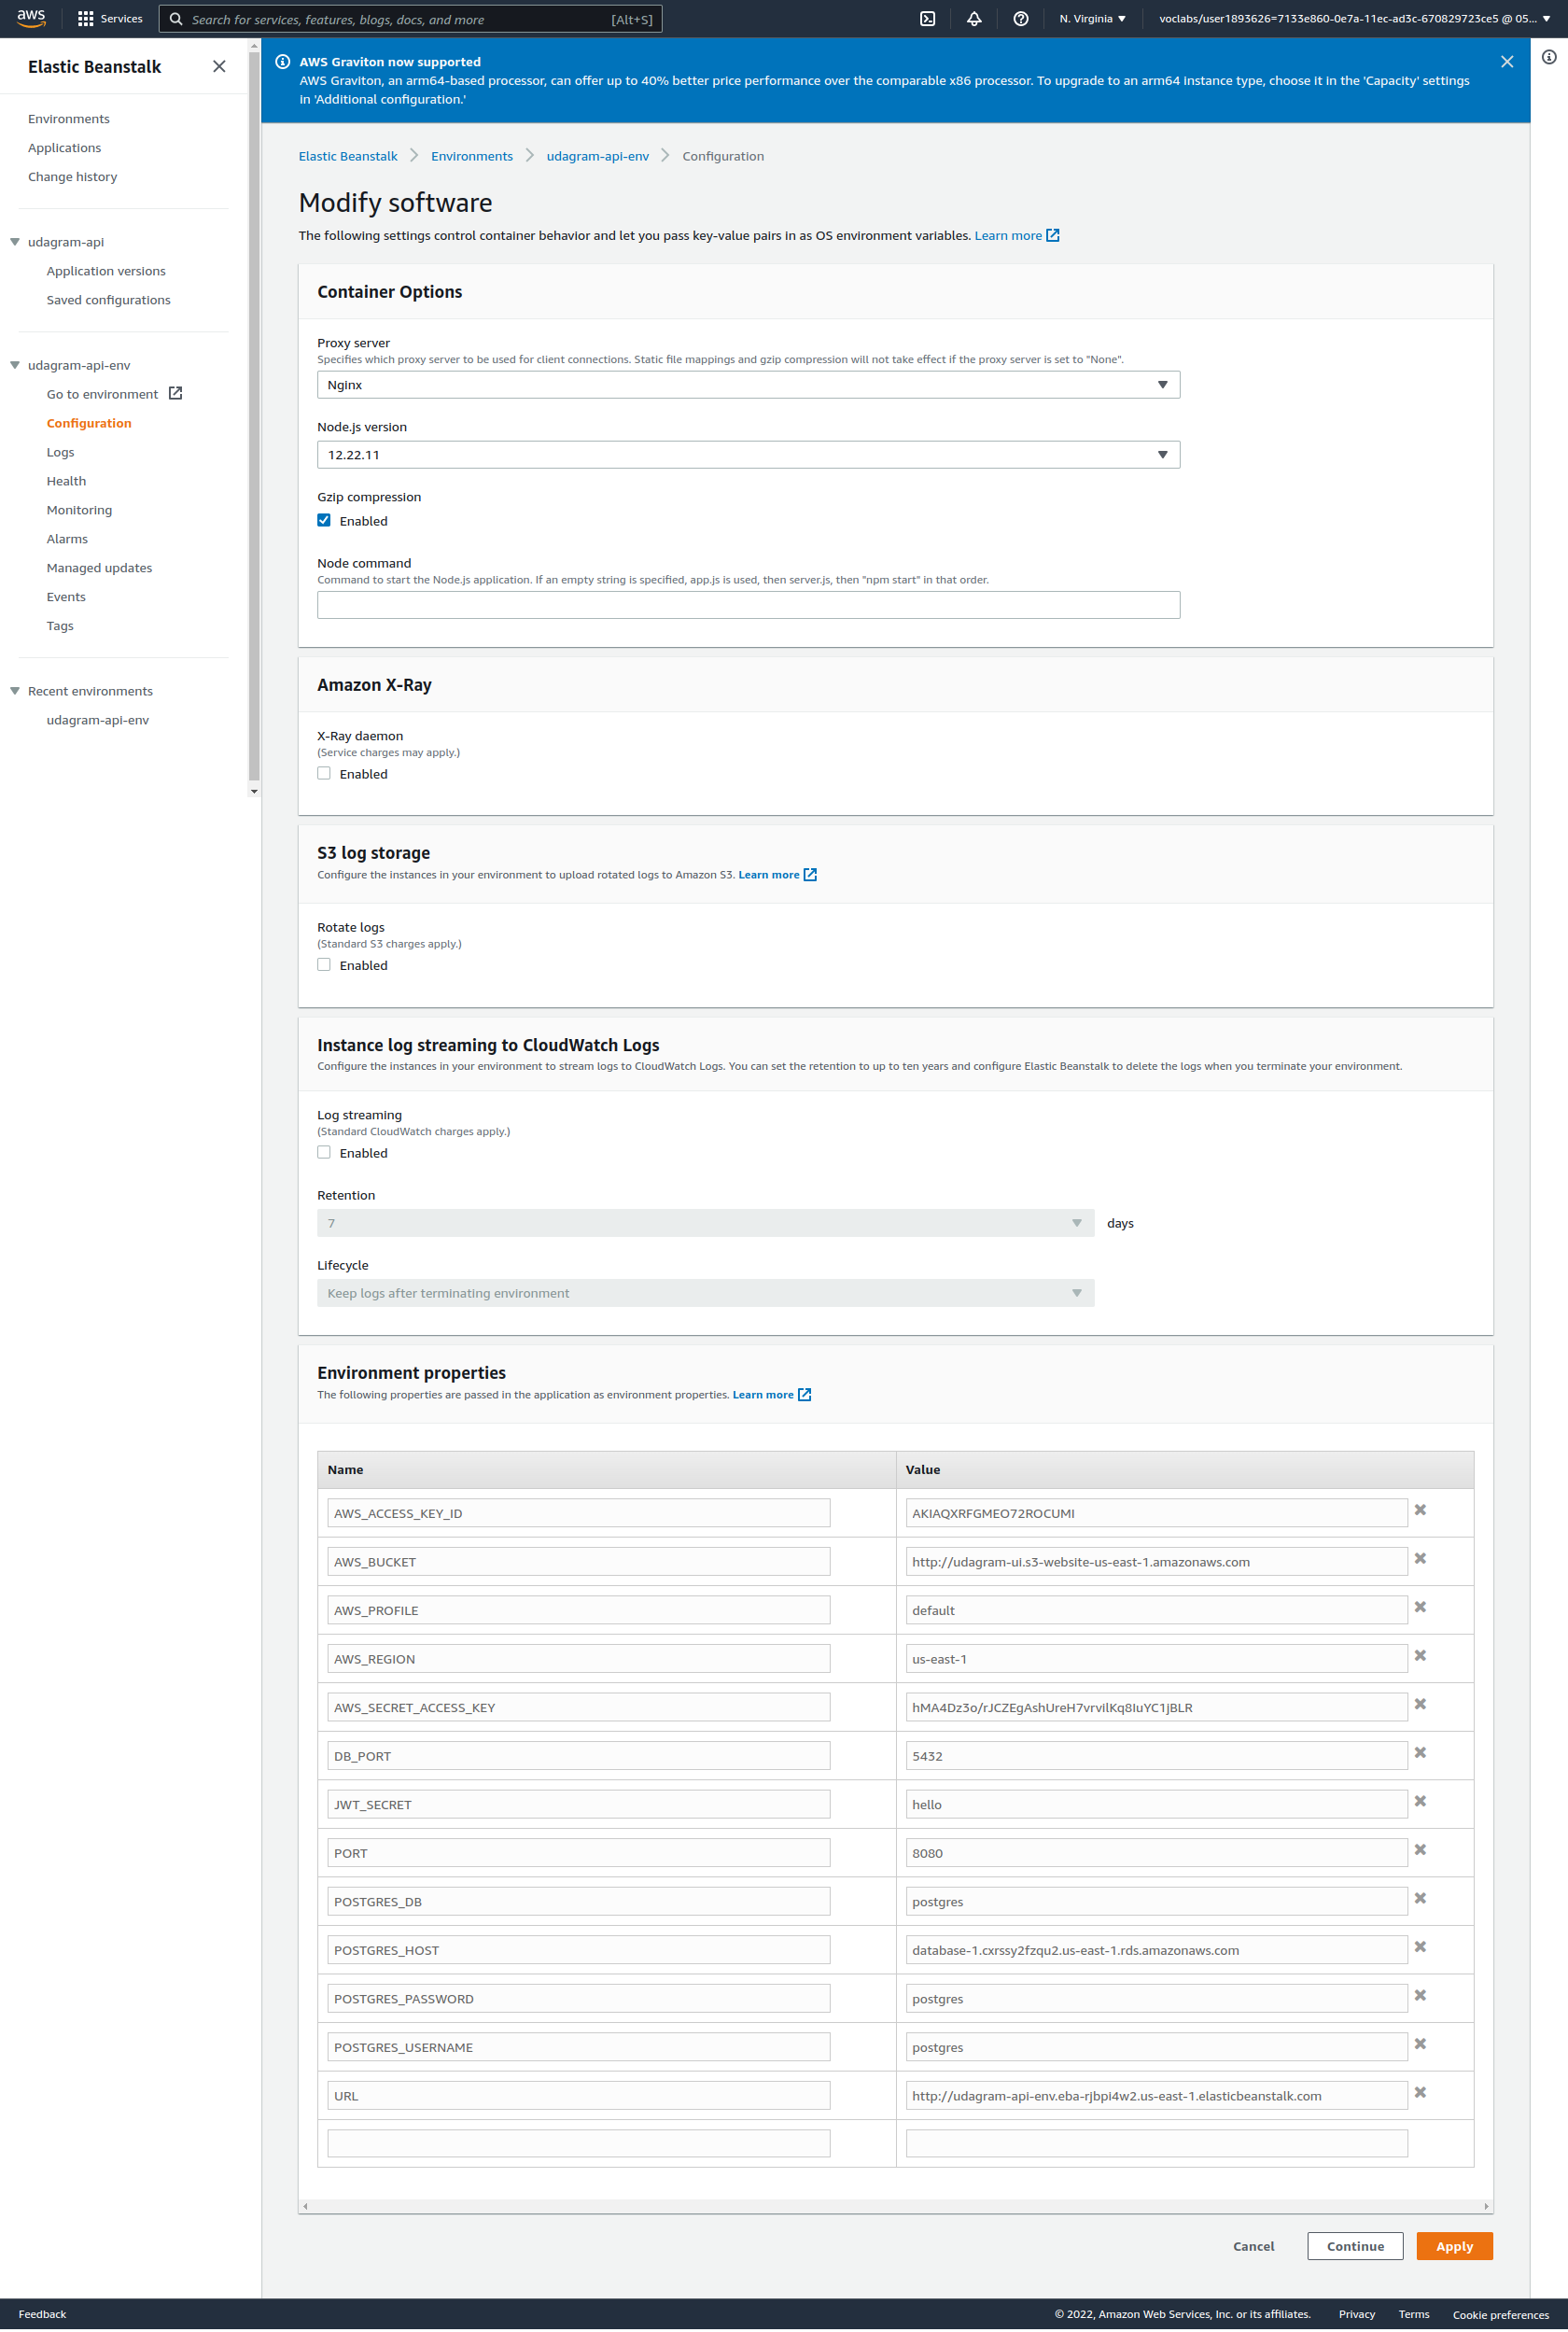 aws
Services
Search for services, features, blogs, docs, and more
[Alt+S]
N. Virginia
voclabs/user1893626=7133e860-0e7a-11ec-ad3c-670829723ce5 @ 05...
Elastic Beanstalk
Environments
Applications
Change history
udagram-api
Application versions
Saved configurations
udagram-api-env
Go to environment
Configuration
Logs
Health
Monitoring
Alarms
Managed updates
Events
Tags
Recent environments
udagram-api-env
AWS Graviton now supported
AWS Graviton, an arm64-based processor, can offer up to 40% better price performance over the comparable x86 processor. To upgrade to an arm64 instance type, choose it in the 'Capacity' settings
in 'Additional configuration.'
Elastic Beanstalk
Environments
udagram-api-env
Configuration
Modify software
The following settings control container behavior and let you pass key-value pairs in as OS environment variables. Learn more
Container Options
Proxy server
Specifies which proxy server to be used for client connections. Static file mappings and gzip compression will not take effect if the proxy server is set to "None".
Nginx
Node.js version
12.22.11
Gzip compression
Enabled
Node command
Command to start the Node.js application. If an empty string is specified, app.js is used, then server.js, then "npm start" in that order.
Amazon X-Ray
X-Ray daemon
(Service charges may apply.)
Enabled
S3 log storage
Configure the instances in your environment to upload rotated logs to Amazon S3. Learn more
Rotate logs
(Standard S3 charges apply.)
Enabled
Instance log streaming to CloudWatch Logs
Configure the instances in your environment to stream logs to CloudWatch Logs. You can set the retention to up to ten years and configure Elastic Beanstalk to delete the logs when you terminate your environment.
Log streaming
(Standard CloudWatch charges apply.)
Enabled
Retention
7
days
Lifecycle
Keep logs after terminating environment
Environment properties
The following properties are passed in the application as environment properties. Learn more
Name Value
AWS_ACCESS_KEY_ID AKIAQXRFGMEO72ROCUMI
AWS_BUCKET http://udagram-ui.s3-website-us-east-1.amazonaws.com
AWS_PROFILE default
AWS_REGION us-east-1
AWS_SECRET_ACCESS_KEY
DB_PORT 5432
JWT_SECRET hello
PORT 8080
POSTGRES_DB postgres
POSTGRES_HOST database-1.cxrssy2fzqu2.us-east-1.rds.amazonaws.com
POSTGRES_PASSWORD postgres
POSTGRES_USERNAME postgres
URL http://udagram-api-env.eba-rjbpi4w2.us-east-1.elasticbeanstalk.com
Cancel
Continue
Apply
Feedback
© 2022, Amazon Web Services, Inc. or its affiliates.
Privacy
Terms
Cookie preferences